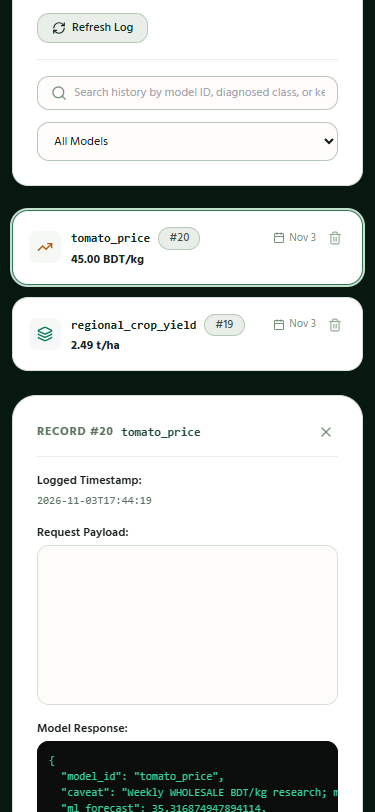 Refresh Log
Search history by model ID, diagnosed class, or ke
All Models
tomato_price #20 Nov 3
45.00 BDT/kg
regional_crop_yield #19 Nov 3
2.49 t/ha
RECORD #20 tomato_price
Logged Timestamp:
2026-11-03T17:44:19
Request Payload:
Model Response:
{
"model_id": "tomato_price",
"caveat": "Weekly WHOLESALE BDT/kg research; m
"ml_forecast": 35.316874947894114,